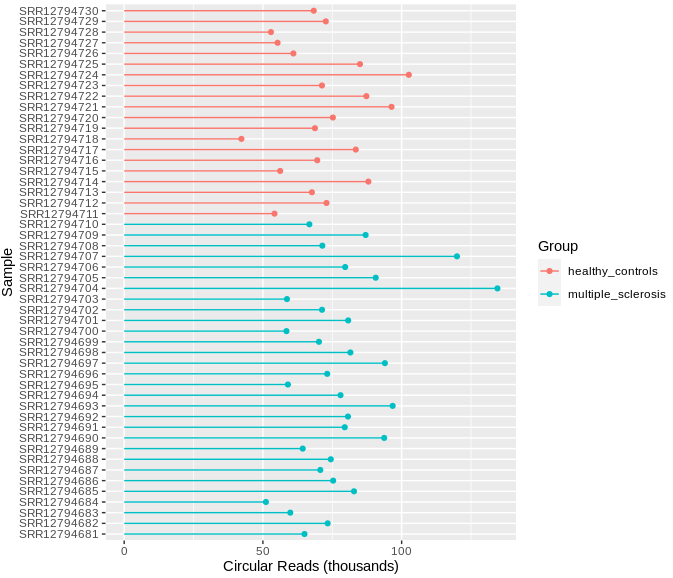 SRR12794730
SRR12794729
SRR12794728
SRR12794727
SRR12794726
SRR12794725
SRR12794724
SRR12794723
SRR12794722
SRR12794721
SRR12794720
SRR12794719
SRR12794718
SRR12794717
SRR12794716
SRR12794715
SRR12794714
SRR12794713
SRR12794712
SRR12794711
SRR12794710
SRR12794709
SRR12794708
SRR12794707
SRR12794706
SRR12794705
SRR12794704
SRR12794703
SRR12794702
SRR12794701
SRR12794700
SRR12794699
SRR12794698
SRR12794697
SRR12794696
SRR12794695
SRR12794694
SRR12794693
SRR12794692
SRR12794691
SRR12794690
SRR12794689
SRR12794688
SRR12794687
SRR12794686
SRR12794685
SRR12794684
SRR12794683
SRR12794682
SRR12794681
Sample
0 50 100
Circular Reads (thousands)
Group
healthy_controls
multiple_sclerosis